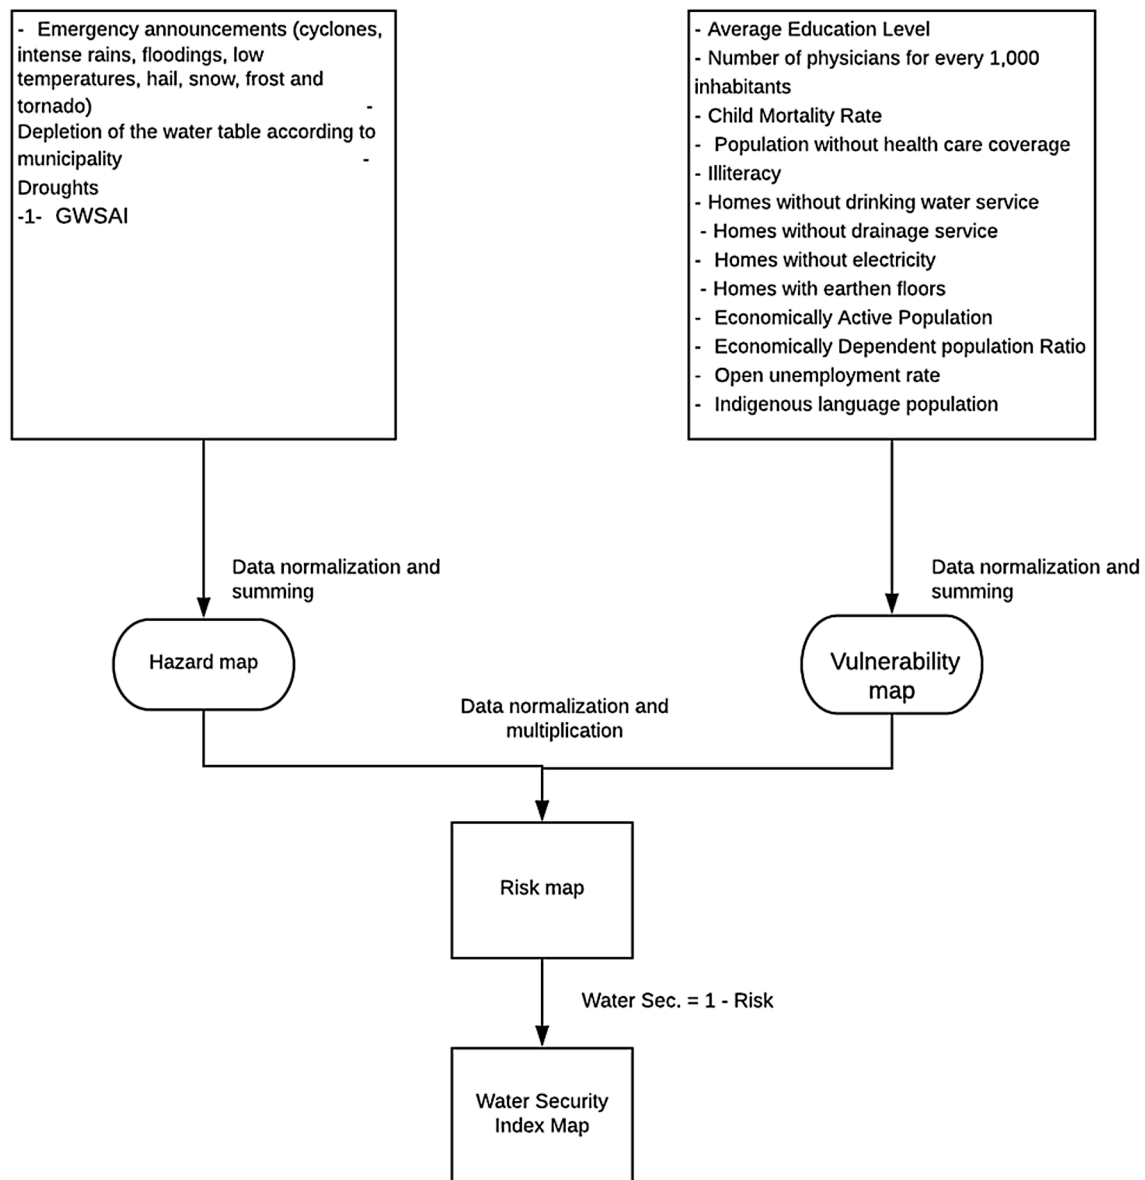 - Emergency announcements (cyclones,
intense rains, floodings, low
temperatures, hail, snow, frost and
tornado) -
Depletion of the water table according to
municipality -
Droughts
-1- GWSAI
- Average Education Level
- Number of physicians for every 1,000
inhabitants
- Child Mortality Rate
- Population without health care coverage
- Illiteracy
- Homes without drinking water service
- Homes without drainage service
- Homes without electricity
- Homes with earthen floors
- Economically Active Population
- Economically Dependent population Ratio
- Open unemployment rate
- Indigenous language population
Data normalization and
summing
Data normalization and
summing
Hazard map
Vulnerability
map
Data normalization and
multiplication
Risk map
Water Sec. = 1 - Risk
Water Security
Index Map